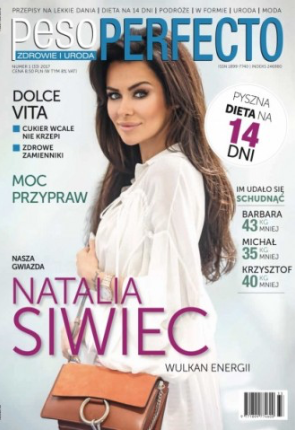 PRZEPISY NA LEKKIE DANIA | DIETA NA 14 DNI | PODRÓŻE | W FORMIE | URODA | MODA
pesoPERFECTO
ZDROWIE I URODA
DOLCE
VITA
CUKIER WCALE
NIE KRZEPI
ZDROWE
ZAMIENNIKI
MOC
PRZYPRAW
PYSZNA
DIETA NA
14
DNI
IM UDAŁO SIĘ
SCHUDNĄĆ
BARBARA
43 KG
MNIEJ
MICHAŁ
35 KG
MNIEJ
KRZYSZTOF
40 KG
MNIEJ
NASZA
GWIAZDA
NATALIA
SIWIEC
WULKAN ENERGII